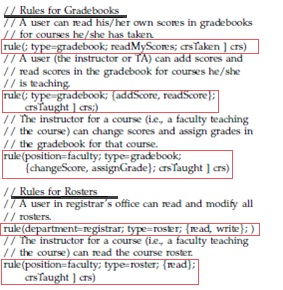 // Rules for Gradebooks
// A user can read his/her own scores in gradebooks
// for courses he/she has taken.
rule(; type=gradebook; readMyScores; crsTaken ] crs)
// A user (the instructor or TA) can add scores and
// read scores in the gradebook for courses he/she
// is teaching.
rule(; type=gradebook; {addScore, readScore};
crsTaught ] crs;)
// The instructor for a course (i.e., a faculty teaching
// the course) can change scores and assign grades in
// the gradebook for that course.
rule(position=faculty; type=gradebook;
{changeScore, assignGrade}; crsTaught ] crs)
// Rules for Rosters
// A user in registrar's office can read and modify all
// rosters.
rule(department=registrar; type=roster; {read, write}; )
// The instructor for a course (i.e., a faculty teaching
// the course) can read the course roster.
rule(position=faculty; type=roster; {read};
crsTaught ] crs)